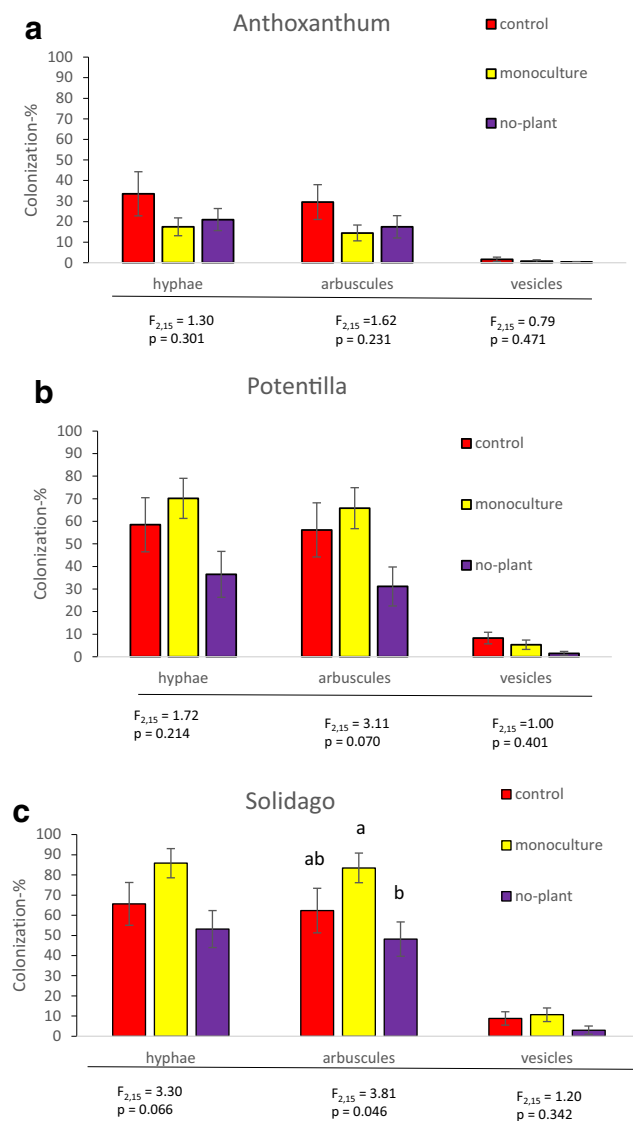 a
Anthoxanthum
control
monoculture
no-plant
Colonization-%
100
90
80
70
60
50
40
30
20
10
0
hyphae arbuscules vesicles
F2,15 = 1.30 F2,15 =1.62 F2,15 = 0.79
p = 0.301 p = 0.231 p = 0.471
b
Potentilla
control
monoculture
no-plant
Colonization-%
100
90
80
70
60
50
40
30
20
10
0
hyphae arbuscules vesicles
F2,15 = 1.72 F2,15 = 3.11 F2,15 =1.00
p = 0.214 p = 0.070 p = 0.401
c
Solidago
control
monoculture
no-plant
Colonization-%
100
90
80
70
60
50
40
30
20
10
0
ab a b
hyphae arbuscules vesicles
F2,15 = 3.30 F2,15 = 3.81 F2,15 = 1.20
p = 0.066 p = 0.046 p = 0.342